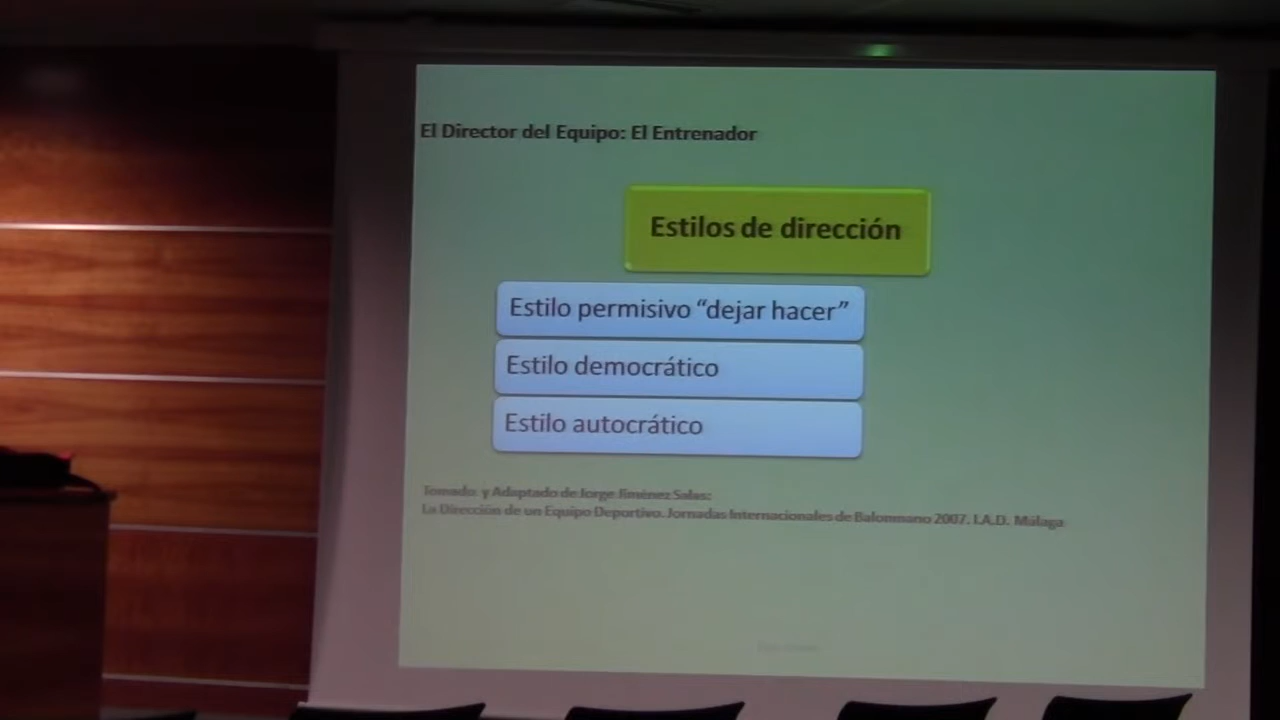 El Director del Equipo: El Entrenador
Estilos de dirección
Estilo permisivo “dejar hacer”
Estilo democrático
Estilo autocrático
Tomado: y Adaptado de Jorge Jiménez Salas:
La Dirección de un Equipo Deportivo. Jornadas Internacionales de Balonmano 2007. I.A.D. Málaga